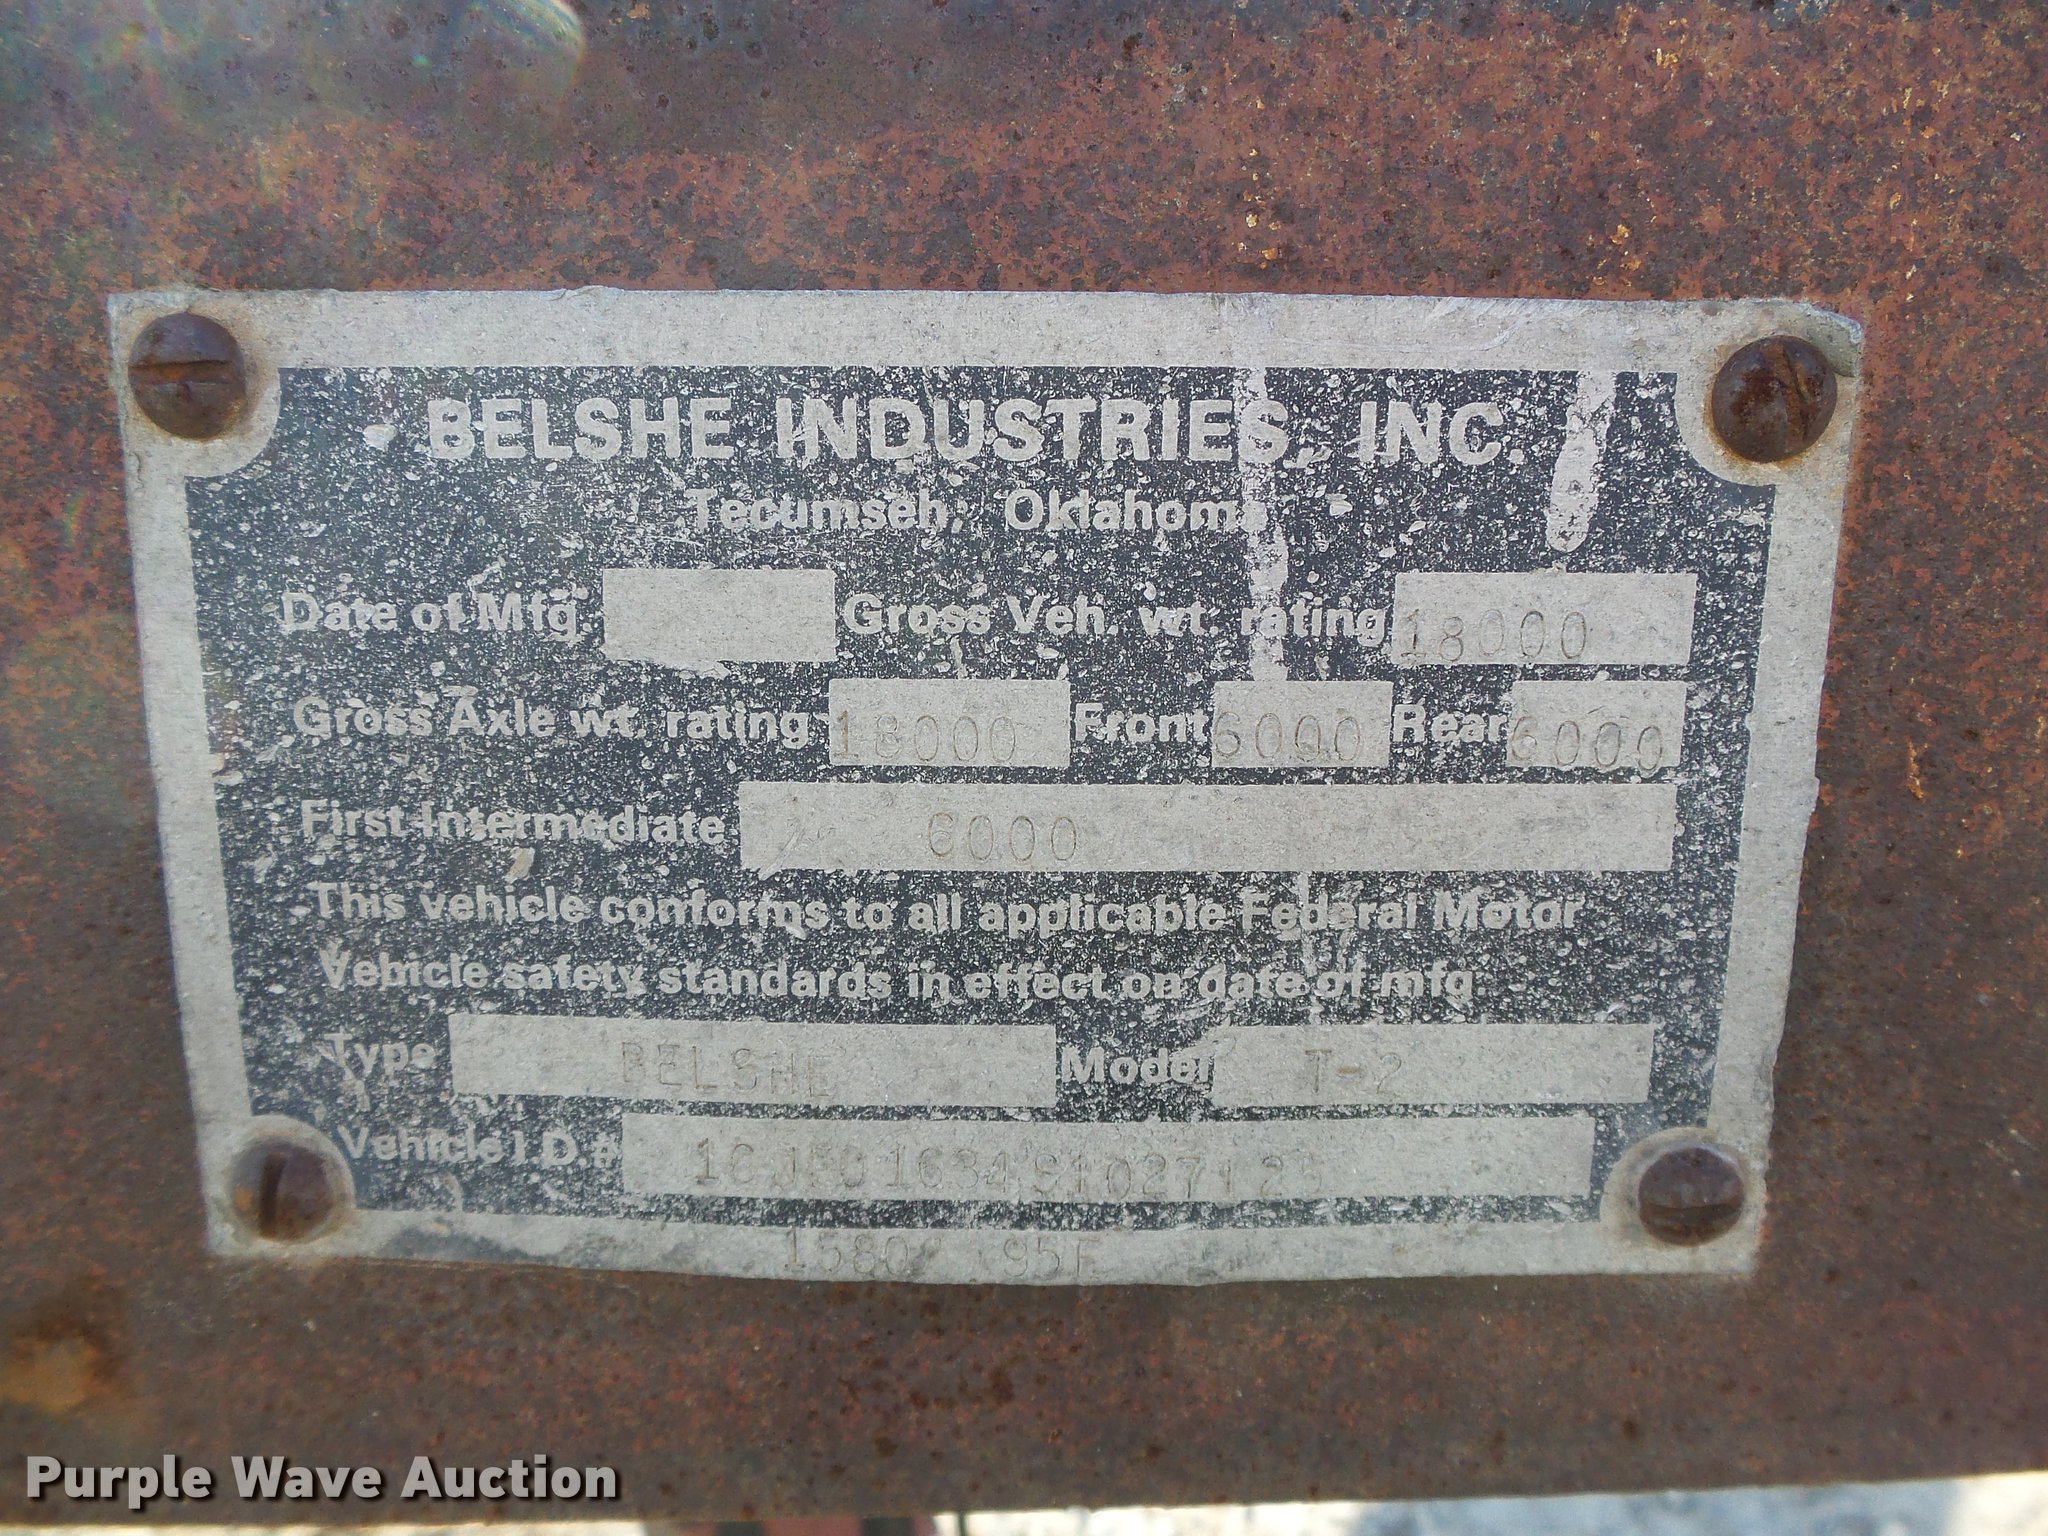 BELSHE INDUSTRIES, INC.
Tecumseh, Oklahoma
Date of Mfg. Gross Veh. wt. rating 18000
Gross Axle wt. rating 18000 Front 6000 Rear 6000
First Intermediate 6000
This vehicle conforms to all applicable Federal Motor
Vehicle safety standards in effect on date of mfg.
Type BELSHE Model T-2
Vehicle I.D.#
95F
Purple Wave Auction